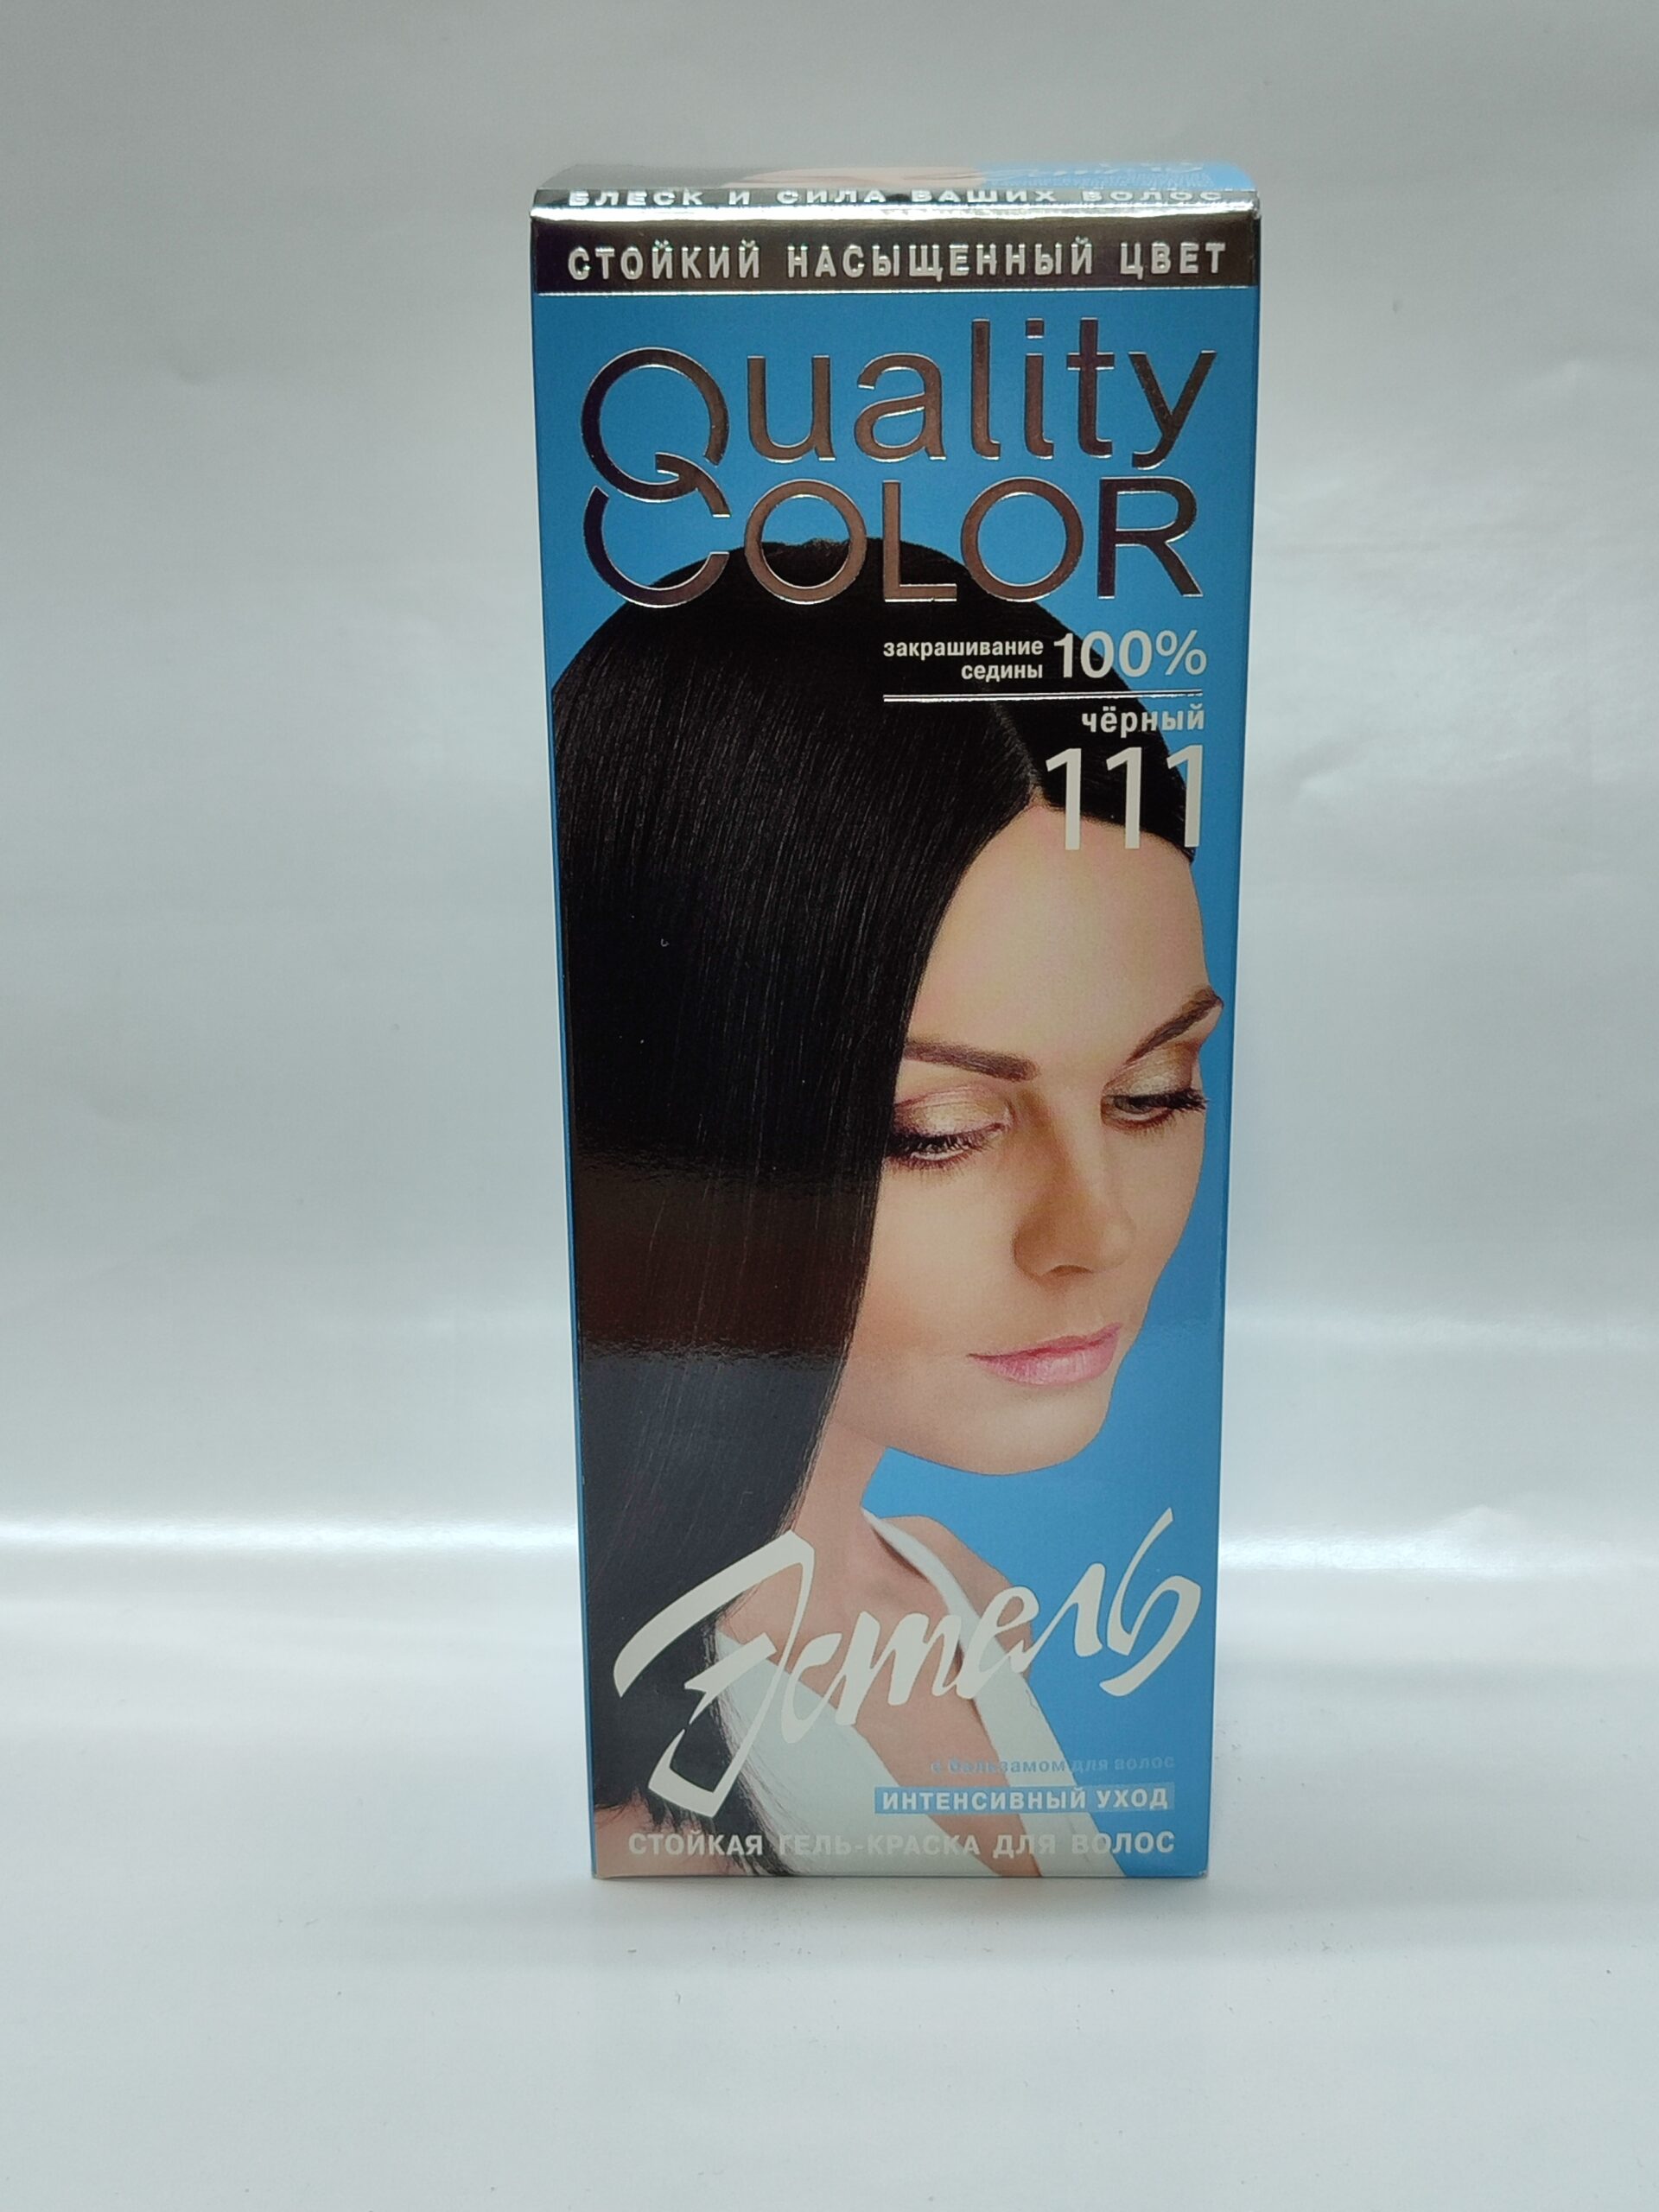 БЛЕСК И СИЛА ВАШИХ ВОЛОС
СТОЙКИЙ НАСЫЩЕННЫЙ ЦВЕТ
Quality
COLOR
закрашивание
седины 100%
чёрный
111
Эстель
с бальзамом для волос
ИНТЕНСИВНЫЙ УХОД
СТОЙКАЯ ГЕЛЬ-КРАСКА ДЛЯ ВОЛОС